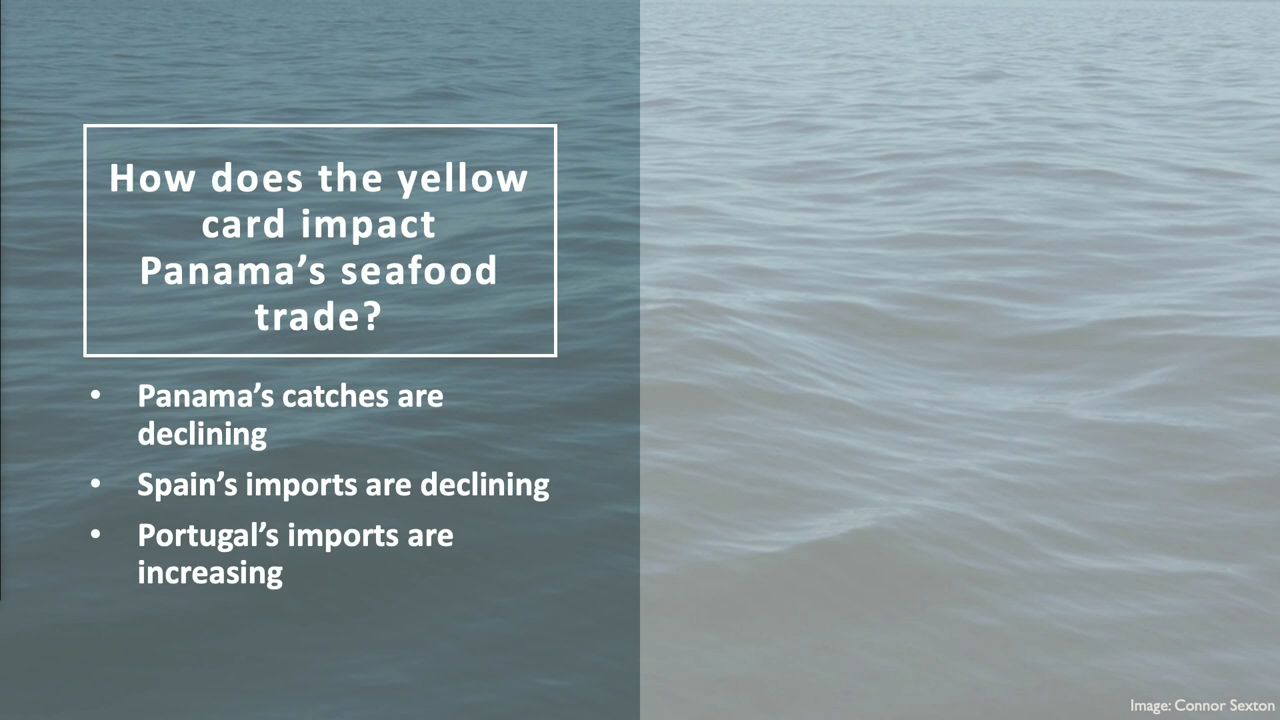 How does the yellow
card impact
Panama’s seafood
trade?
• Panama’s catches are
declining
• Spain’s imports are declining
• Portugal’s imports are
increasing
Image: Connor Sexton